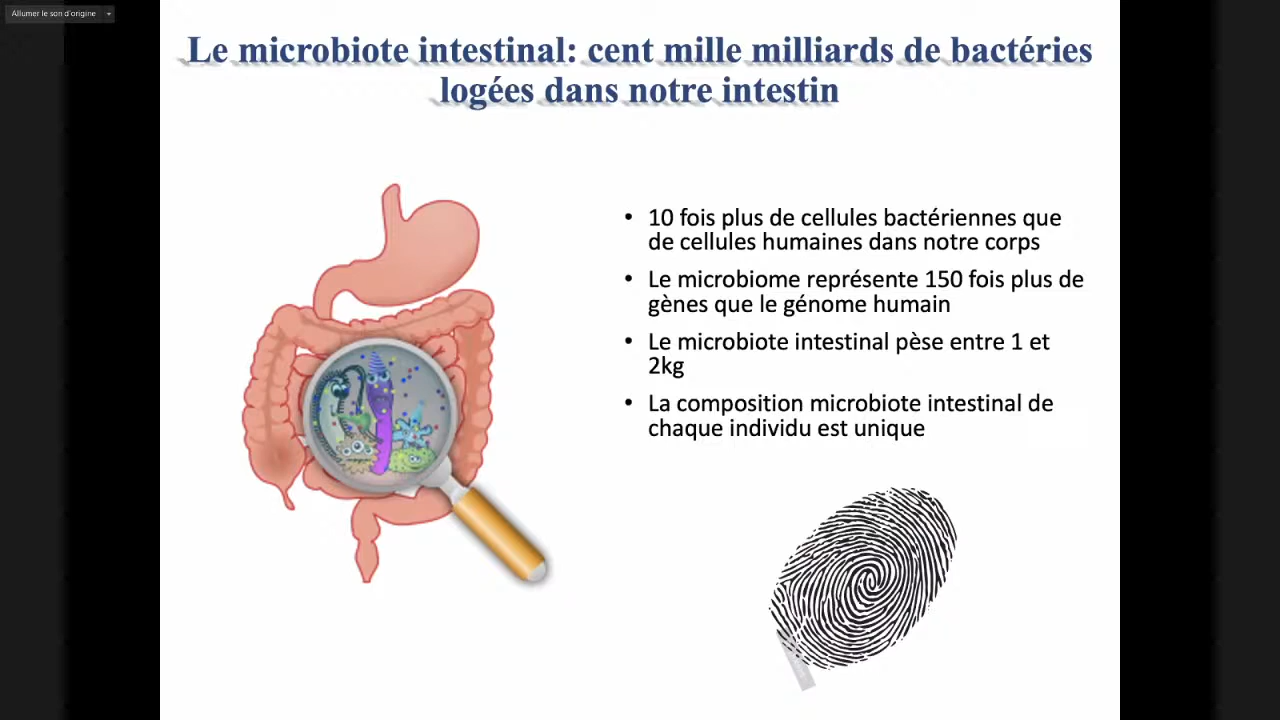 Allumer le son d'origine
Le microbiote intestinal: cent mille milliards de bactéries
logées dans notre intestin
• 10 fois plus de cellules bactériennes que
de cellules humaines dans notre corps
• Le microbiome représente 150 fois plus de
gènes que le génome humain
• Le microbiote intestinal pèse entre 1 et
2kg
• La composition microbiote intestinal de
chaque individu est unique